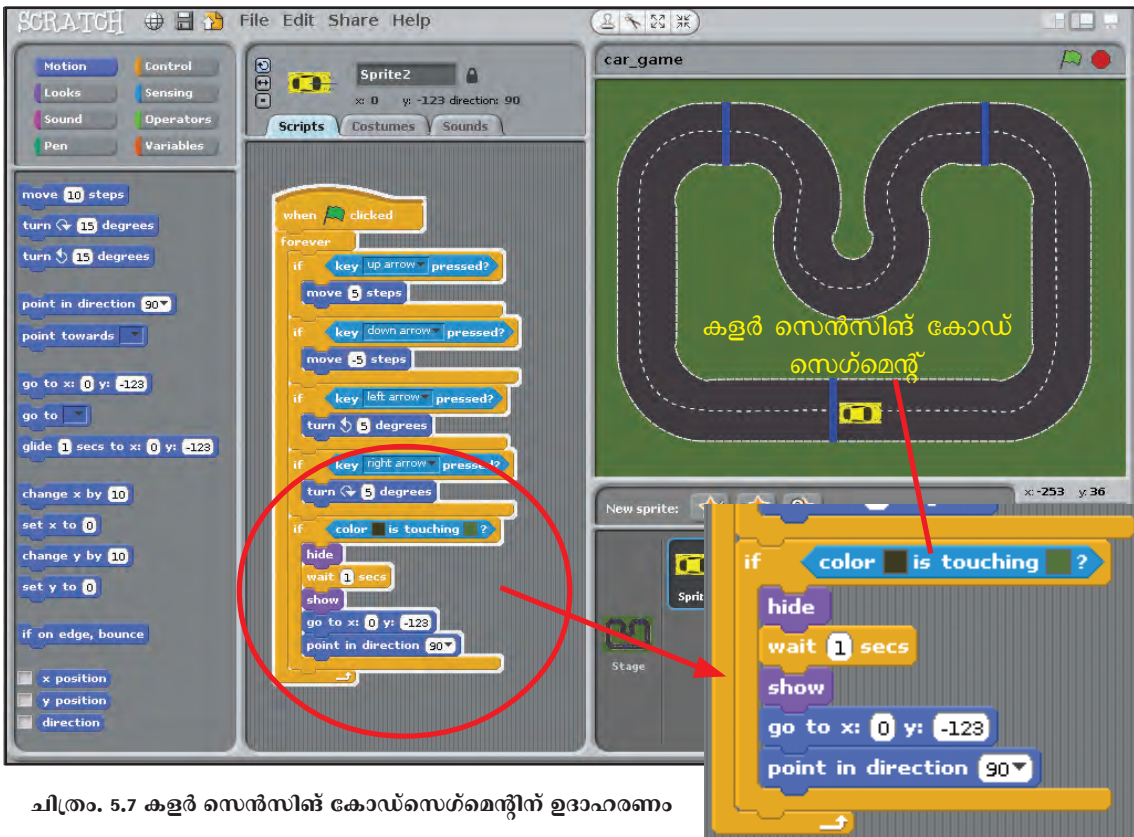 SCRATCH File Edit Share Help
Motion Control
Looks Sensing
Sound Operators
Pen Variables
move 10 steps
turn 15 degrees
turn 15 degrees
point in direction 90
point towards
go to x: 0 y: -123
go to
glide 1 secs to x: 0 y: -123
change x by 10
set x to 0
change y by 10
set y to 0
if on edge, bounce
x position
y position
direction
Sprite2
x: 0 y: -123 direction: 90
Scripts Costumes Sounds
when clicked
forever
if key up arrow pressed?
move 5 steps
if key down arrow pressed?
move -5 steps
if key left arrow pressed?
turn 5 degrees
if key right arrow pressed?
turn 5 degrees
if color is touching ?
hide
wait 1 secs
show
go to x: 0 y: -123
point in direction 90
car_game
കളർ സെൻസിങ് കോഡ്
സെഗ്മെന്റ്
x: -253 y: 36
New sprite:
Stage
if color is touching ?
hide
wait 1 secs
show
go to x: 0 y: -123
point in direction 90
ചിത്രം. 5.7 കളർ സെൻസിങ് കോഡ്സെഗ്മെന്റിന് ഉദാഹരണം